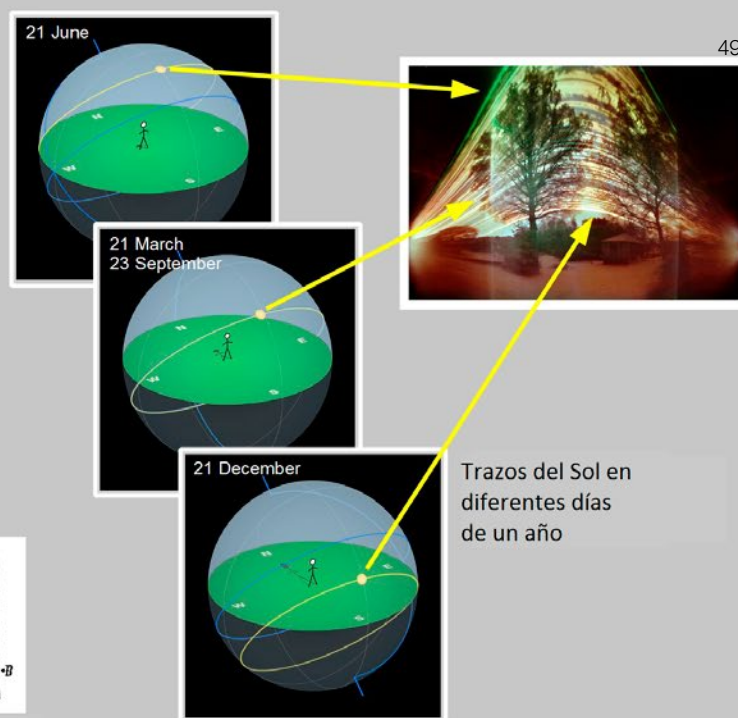 21 June
49
N
W
E
S
21 March
23 September
N
W
E
S
21 December
N
W
E
S
Trazos del Sol en
diferentes días
de un año
B